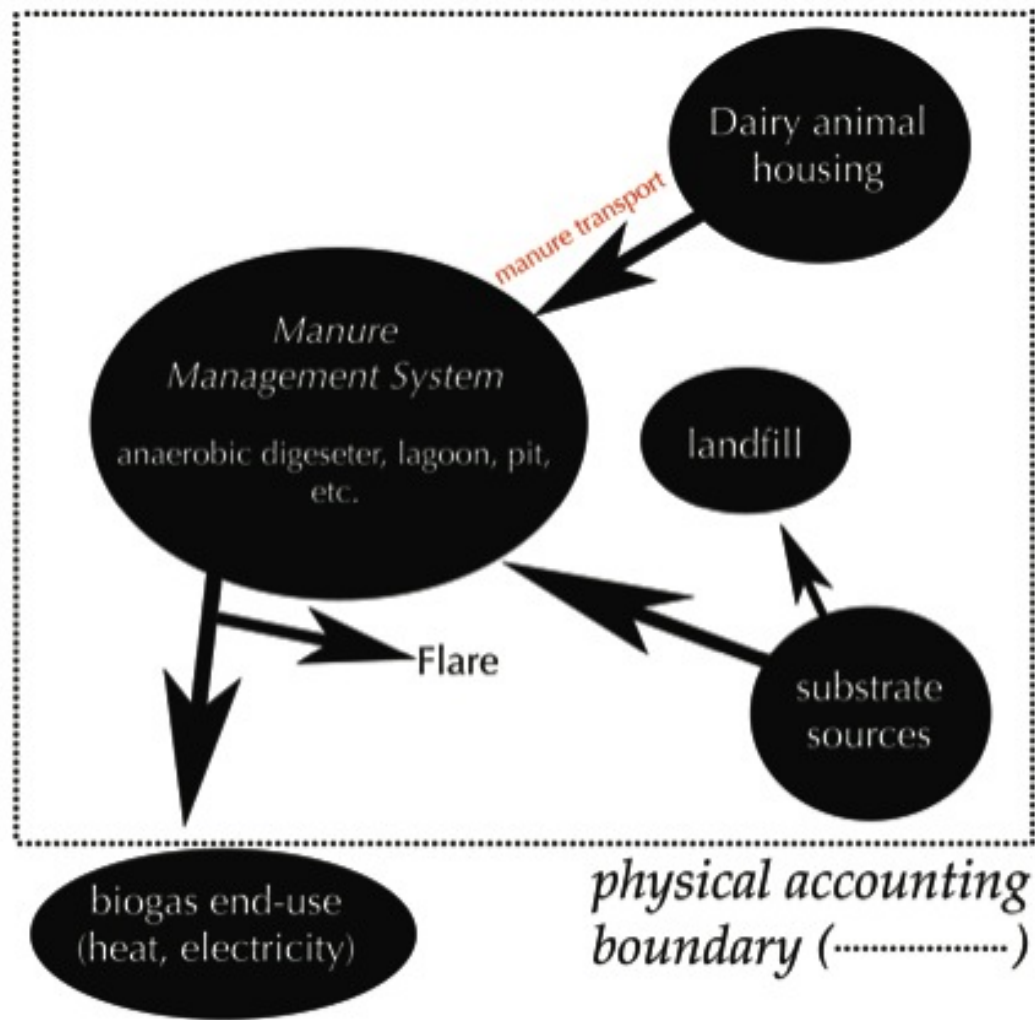 Dairy animal
housing
manure transport
Manure
Management System
anaerobic digeseter, lagoon, pit,
etc.
landfill
Flare
substrate
sources
biogas end-use
(heat, electricity)
physical accounting
boundary (....................)